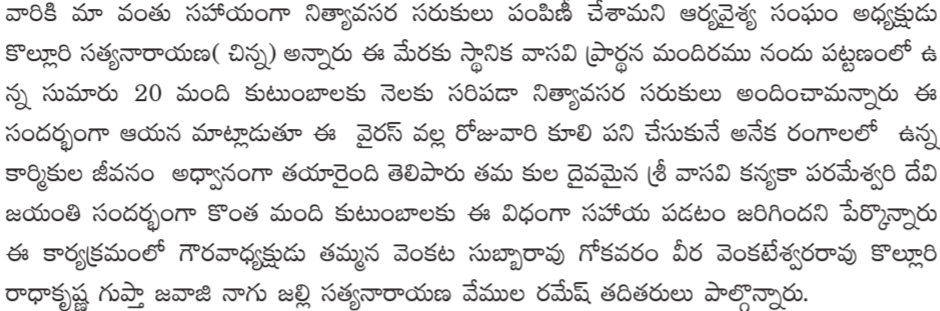 వారికి మా వంతు సహాయంగా నిత్యావసర సరుకులు పంపిణీ చేశామని ఆర్యవైశ్య సంఘం అధ్యక్షుడు
కొల్లూరి సత్యనారాయణ( చిన్న) అన్నారు ఈ మేరకు స్థానిక వాసవి ప్రార్థన మందిరము నందు పట్టణంలో ఉ
న్న సుమారు 20 మంది కుటుంబాలకు నెలకు సరిపడా నిత్యావసర సరుకులు అందించామన్నారు ఈ
సందర్భంగా ఆయన మాట్లాడుతూ ఈ వైరస్ వల్ల రోజువారి కూలి పని చేసుకునే అనేక రంగాలలో ఉన్న
కార్మికుల జీవనం అధ్వానంగా తయారైంది తెలిపారు తమ కుల దైవమైన శ్రీ వాసవి కన్యకా పరమేశ్వరి దేవి
జయంతి సందర్భంగా కొంత మంది కుటుంబాలకు ఈ విధంగా సహాయ పడటం జరిగిందని పేర్కొన్నారు
ఈ కార్యక్రమంలో గౌరవాధ్యక్షుడు తమ్మన వెంకట సుబ్బారావు గోకవరం వీర వెంకటేశ్వరరావు కొల్లూరి
రాధాకృష్ణ గుప్తా జవాజి నాగు జల్లి సత్యనారాయణ వేముల రమేష్ తదితరులు పాల్గొన్నారు.